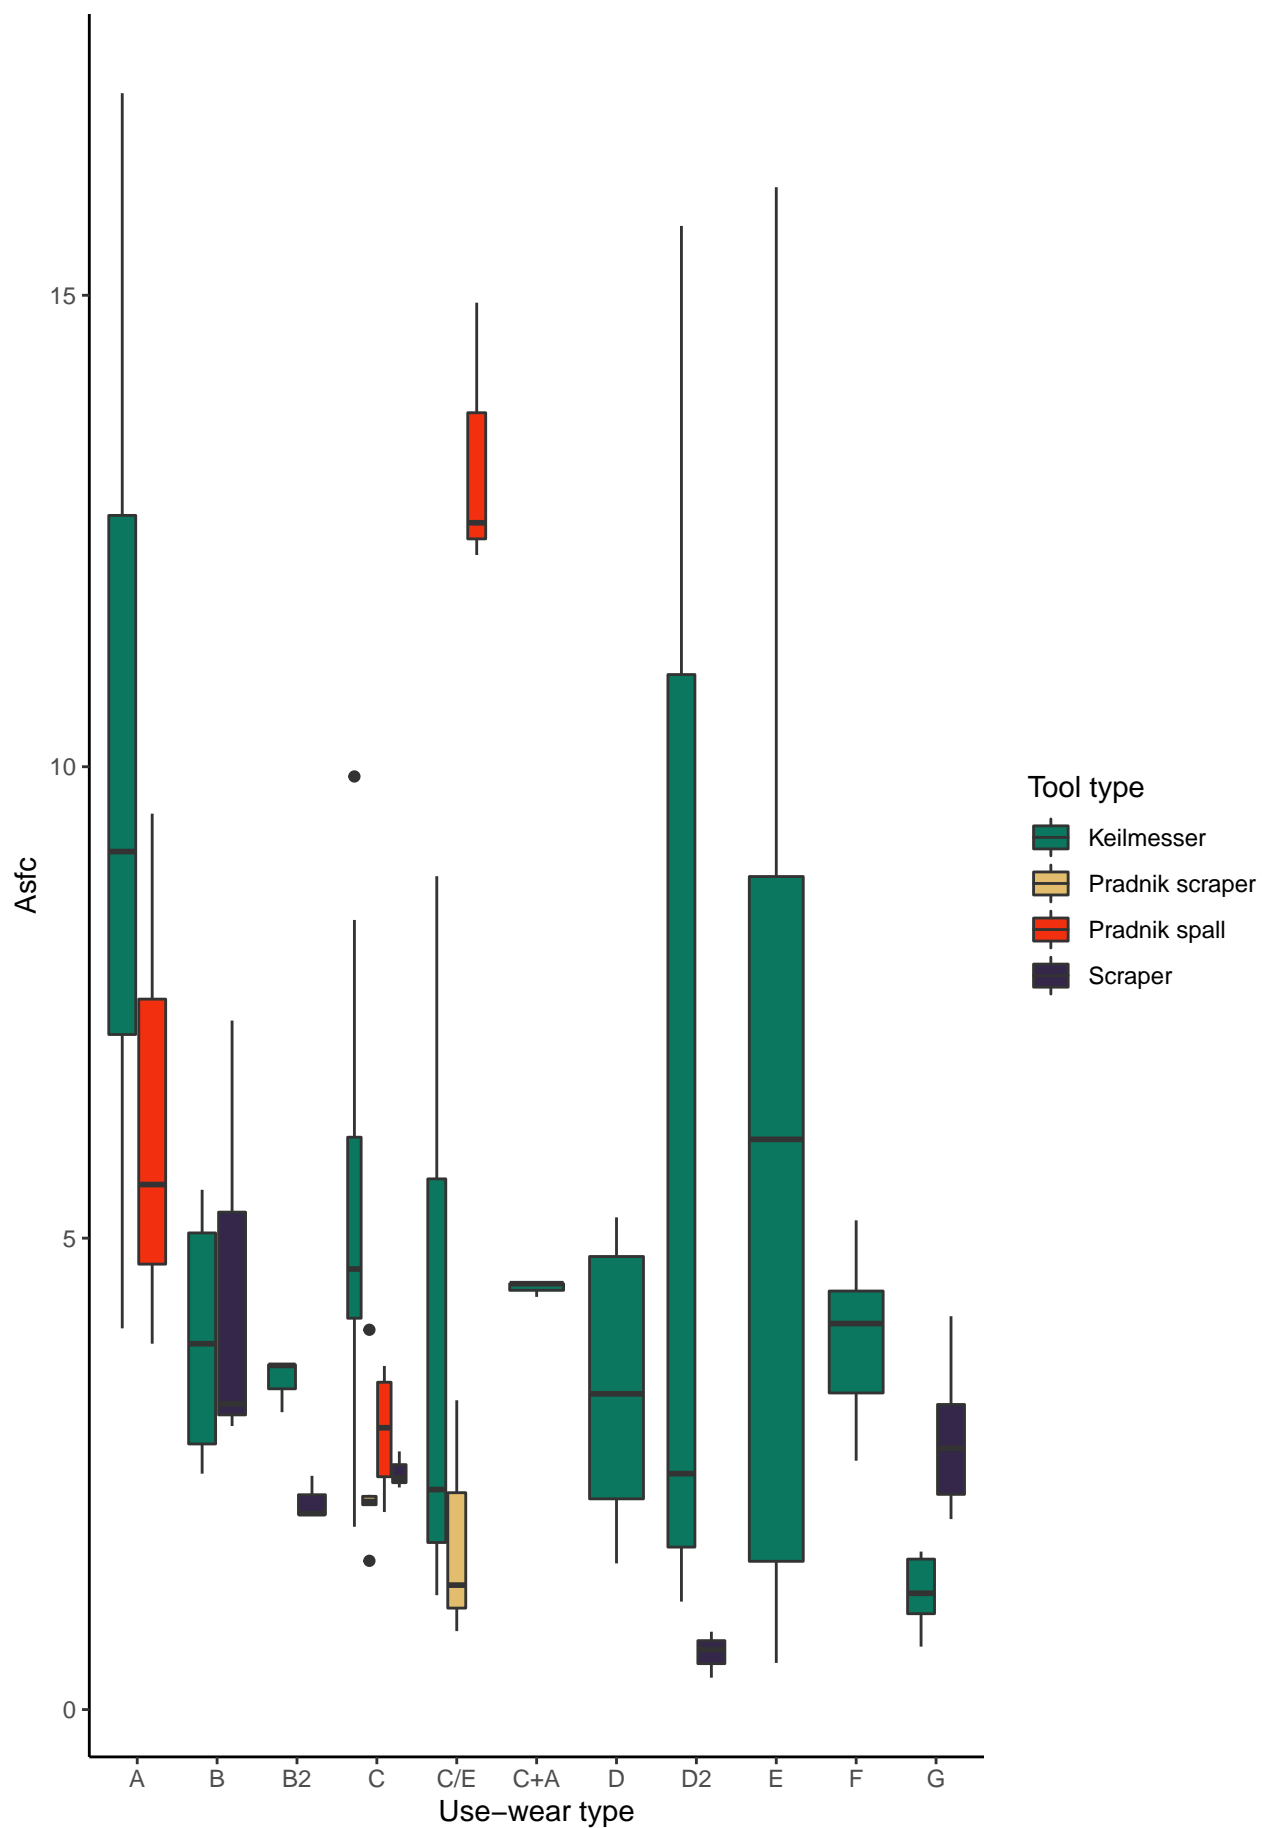 15
10
5
0
Asfc
A B B2 C C/E C+A D D2 E F G
Use−wear type
Tool type
Keilmesser
Pradnik scraper
Pradnik spall
Scraper